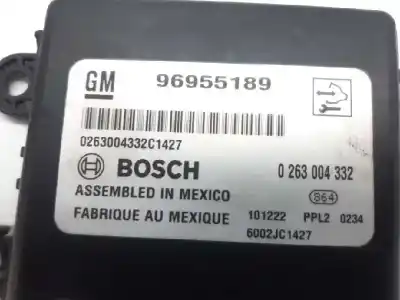 GM 96955189
0263004332C1427
BOSCH 0 263 004 332
ASSEMBLED IN MEXICO 864
FABRIQUE AU MEXIQUE 101222 PPL2 0234
6002JC1427